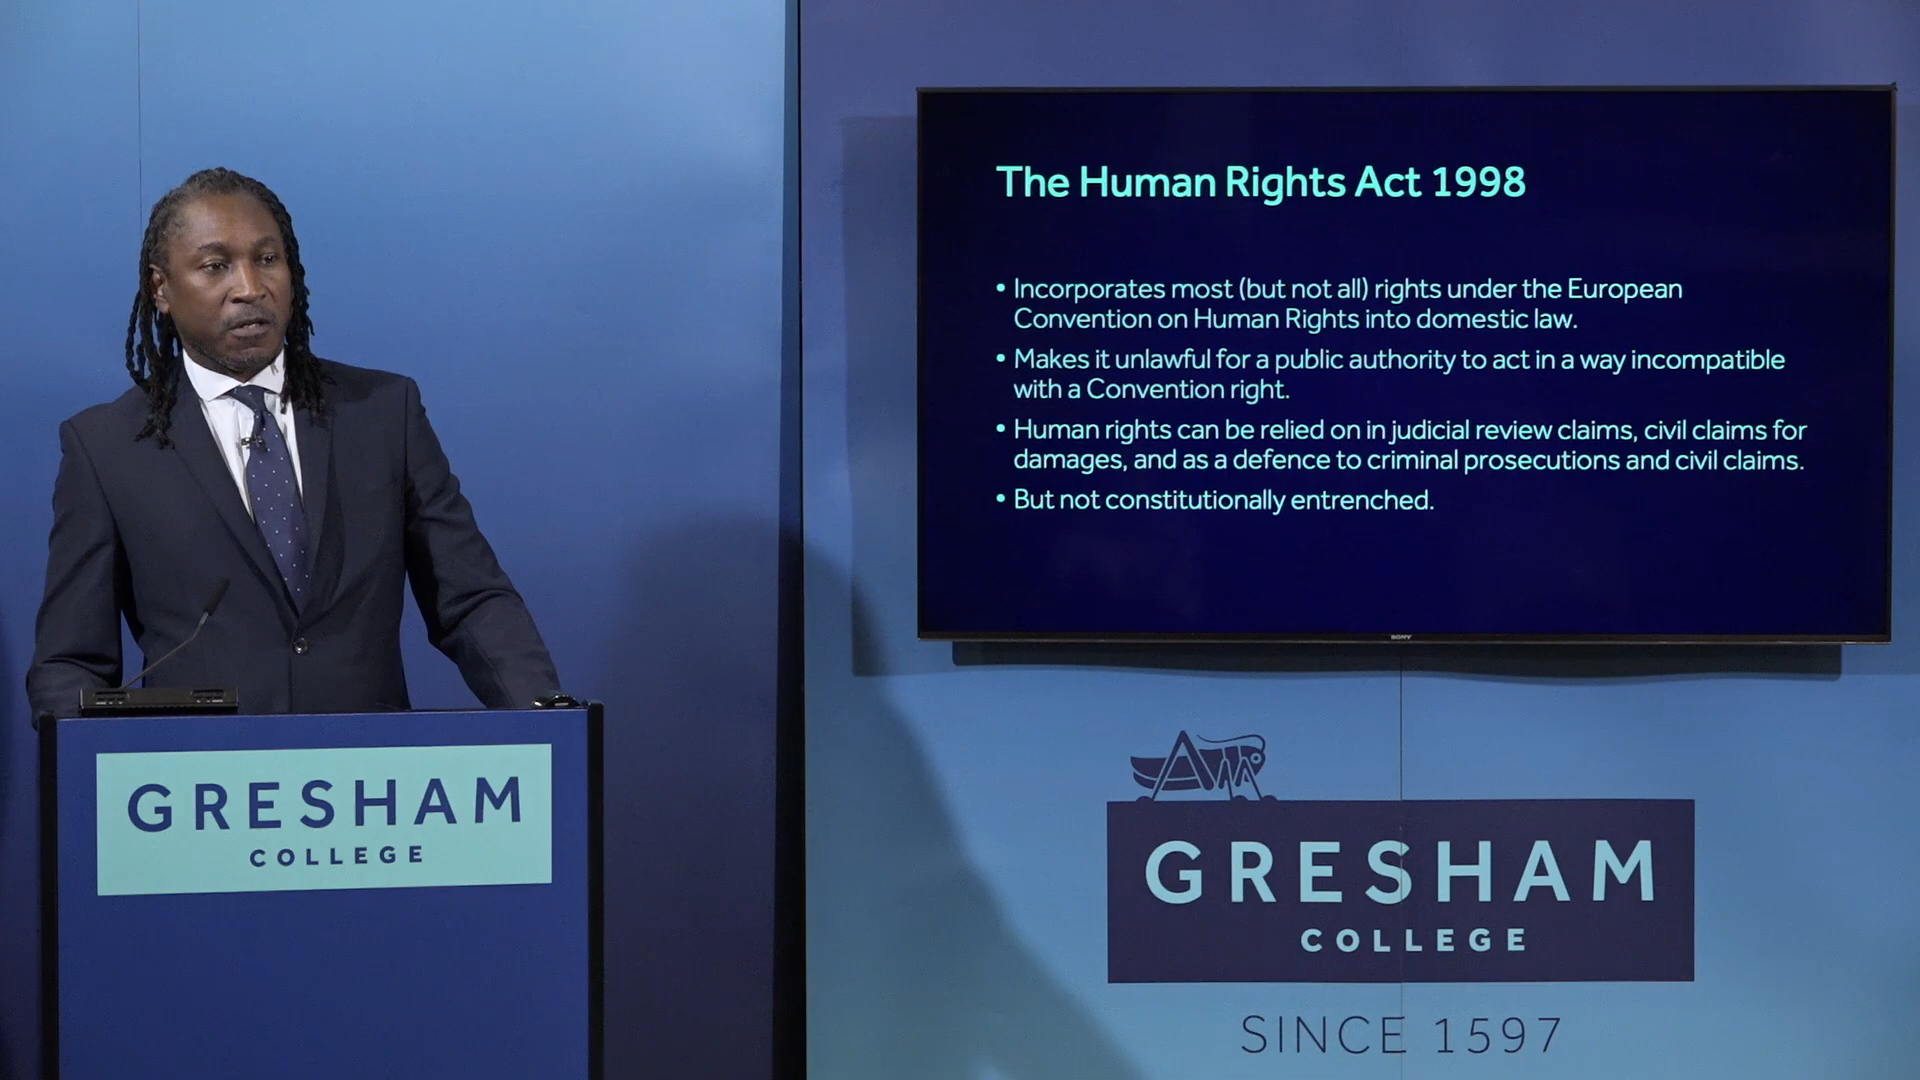 The Human Rights Act 1998
• Incorporates most (but not all) rights under the European
Convention on Human Rights into domestic law.
• Makes it unlawful for a public authority to act in a way incompatible
with a Convention right.
• Human rights can be relied on in judicial review claims, civil claims for
damages, and as a defence to criminal prosecutions and civil claims.
• But not constitutionally entrenched.
SONY
GRESHAM
COLLEGE
GRESHAM
COLLEGE
SINCE 1597